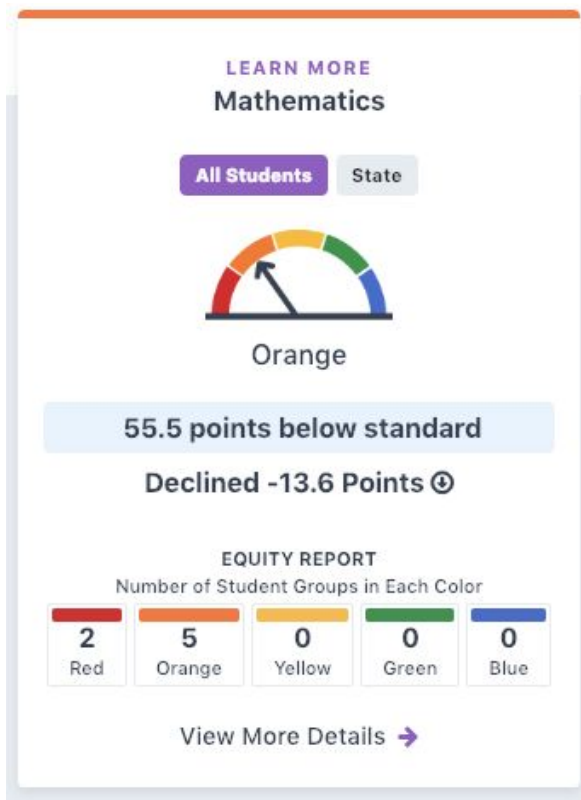 LEARN MORE
Mathematics
All Students State
Orange
55.5 points below standard
Declined -13.6 Points
EQUITY REPORT
Number of Student Groups in Each Color
2 5 0 0 0
Red Orange Yellow Green Blue
View More Details